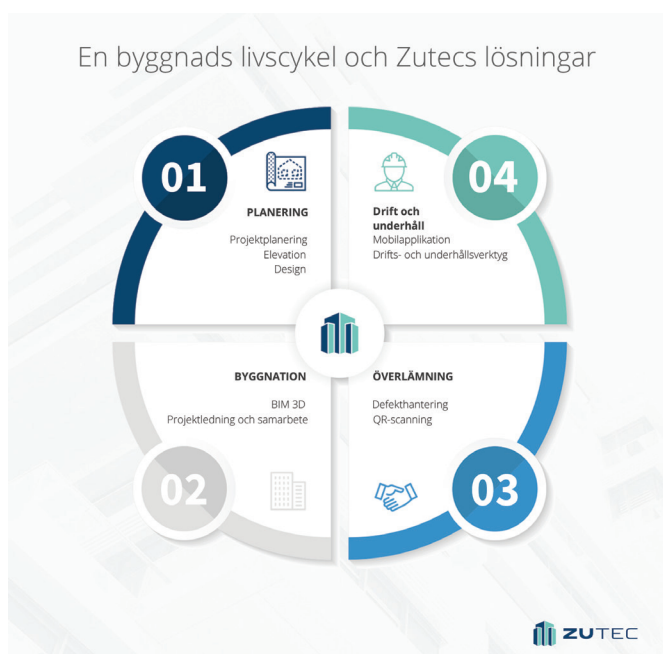 En byggnads livscykel och Zutecs lösningar
01
PLANERING
Projektplanering
Elevation
Design
04
Drift och
underhåll
Mobilapplikation
Drifts- och underhållsverktyg
BYGGNATION
BIM 3D
Projektledning och samarbete
02
ÖVERLÄMNING
Defekthantering
QR-scanning
03
ZUTEC